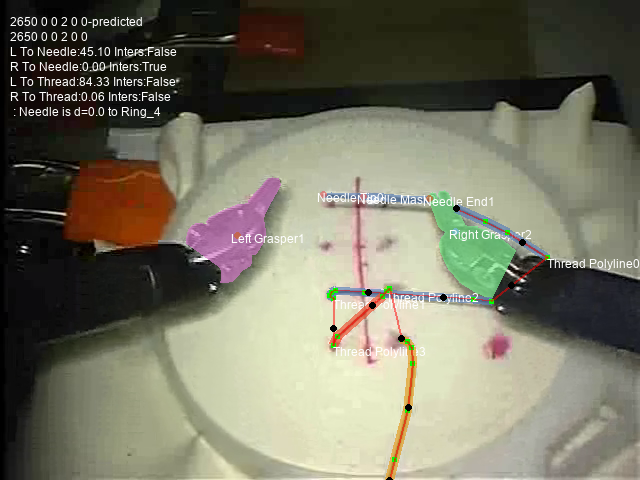 2650 0 0 2 0 0-predicted
2650 0 0 2 0 0
L To Needle:45.10 Inters:False
R To Needle:0.00 Inters:True
L To Thread:84.33 Inters:False
R To Thread:0.06 Inters:False
: Needle is d=0.0 to Ring_4
Needle End1
Left Grasper1
Right Grasper2
Thread Polyline0
Thread Polyline2
Thread Polyline3